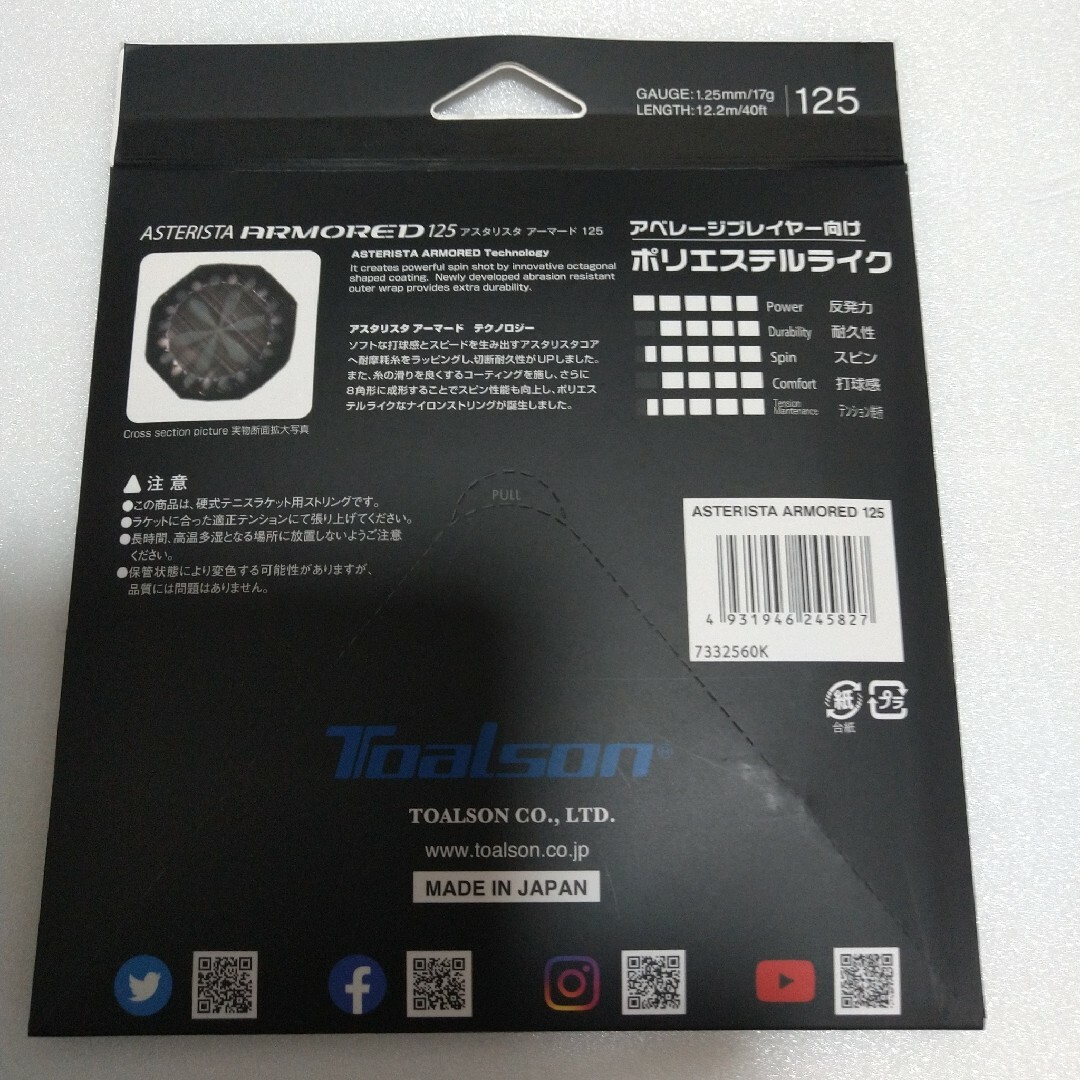 GAUGE:1.25mm/17g
LENGTH:12.2m/40ft
125
ASTERISTA ARMORED 125 アスタリスタ アーマード 125
ASTERISTA ARMORED Technology
It creates powerful spin shot by innovative octagonal
shaped coating. Newly developed abrasion resistant
outer wrap provides extra durability.
アスタリスタ アーマード テクノロジー
ソフトな打球感とスピードを生み出すアスタリスタコア
へ耐摩耗糸をラッピングし、切断耐久性がUPしました。
また、糸の滑りを良くするコーティングを施し、さらに
8角形に成形することでスピン性能も向上し、ポリエス
テルライクなナイロンストリングが誕生しました。
Cross section picture 実物断面拡大写真
アベレージプレイヤー向け
ポリエステルライク
Power 反発力
Durability 耐久性
Spin スピン
Comfort 打球感
Tension
Maintenance テンション維持
注意
●この商品は、硬式テニスラケット用ストリングです。
●ラケットに合った適正テンションにて張り上げてください。
●長時間、高温多湿となる場所に放置しないようご注意
ください。
●保管状態により変色する可能性がありますが、
品質には問題はありません。
PULL
ASTERISTA ARMORED 125
4 931946 245827
7332560K
紙
台紙
プラ
Toalson®
TOALSON CO., LTD.
www.toalson.co.jp
MADE IN JAPAN